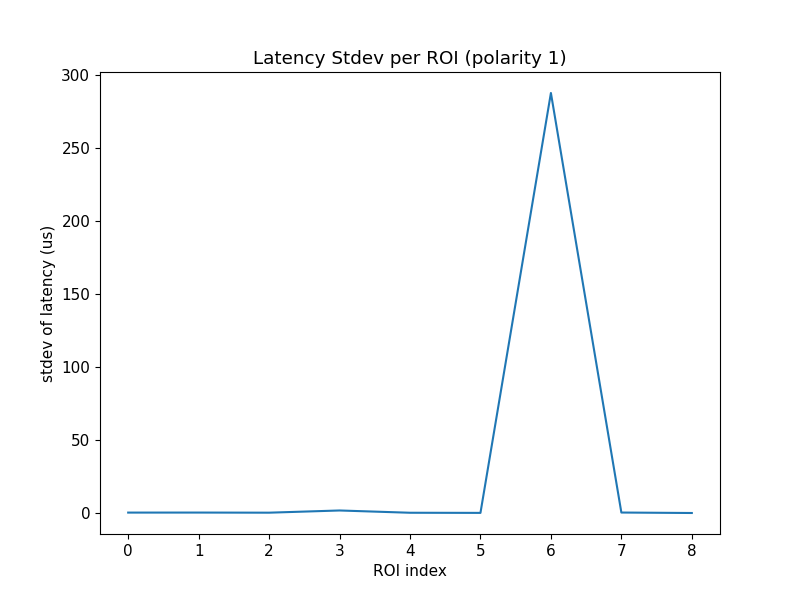 Latency Stdev per ROI (polarity 1)
300
250
200
150
100
50
0
stdev of latency (us)
0 1 2 3 4 5 6 7 8
ROI index